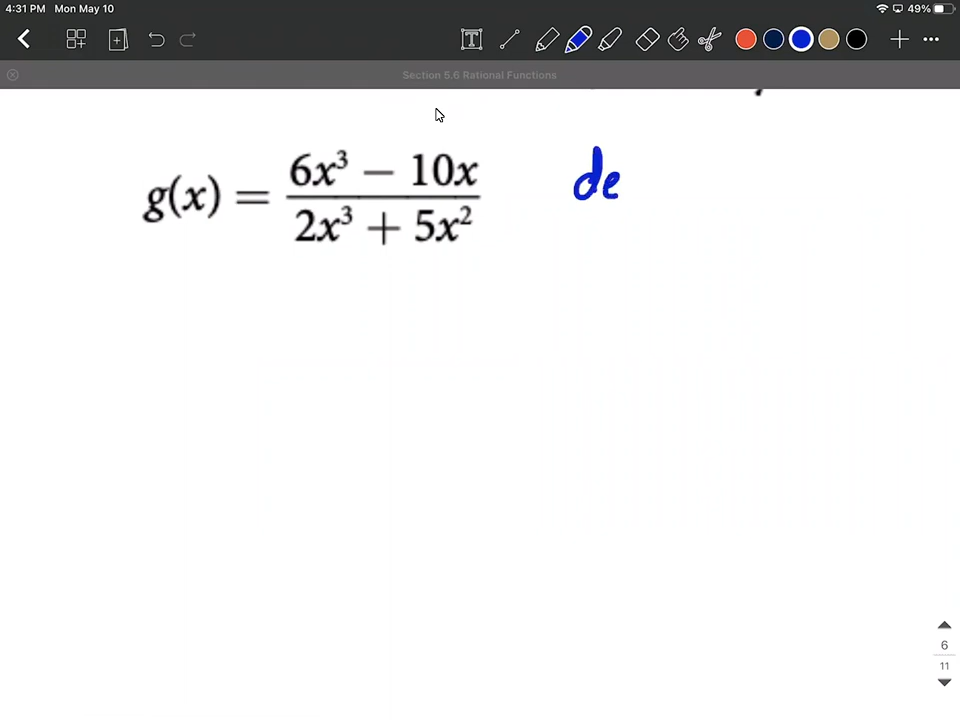 4:31 PM Mon May 10 49%
Section 5.6 Rational Functions
g(x) = (6x³ − 10x)/(2x³ + 5x²) de
6
11